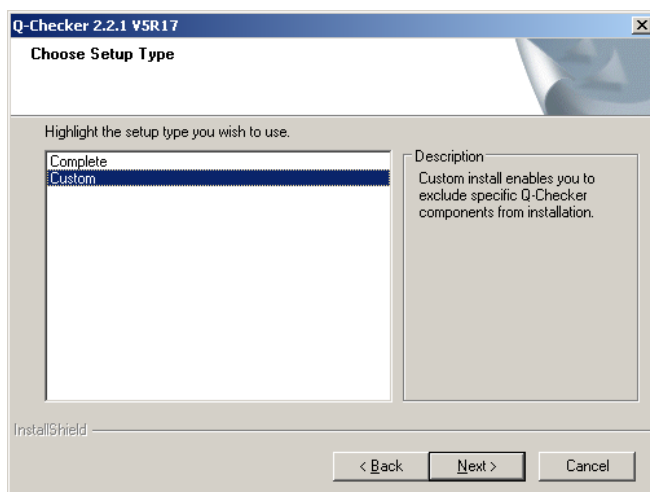 Q-Checker 2.2.1 V5R17
Choose Setup Type
Highlight the setup type you wish to use.
Complete
Custom
Description
Custom install enables you to
exclude specific Q-Checker
components from installation.
InstallShield
< Back
Next >
Cancel